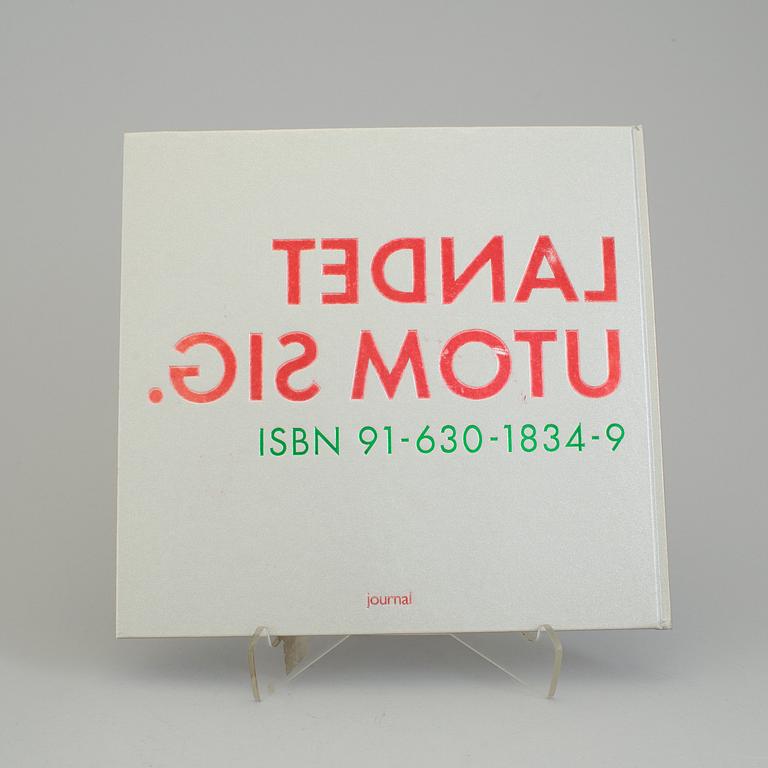 LANDET
UTOM SIG.
ISBN 91-630-1834-9
journal